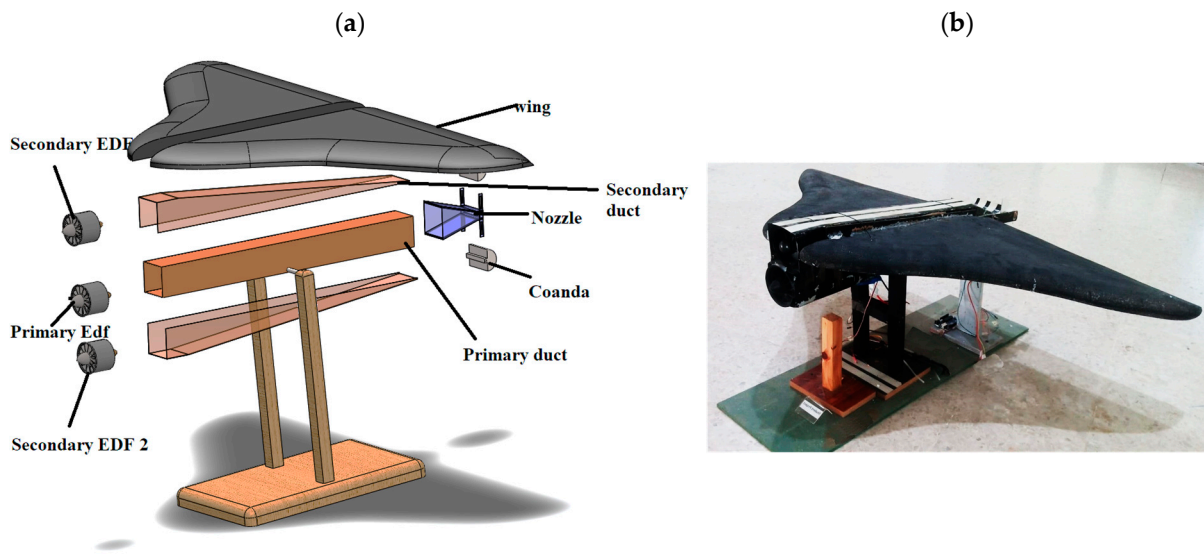 (a)
(b)
wing
Secondary EDF
Secondary
duct
Nozzle
Coanda
Primary Edf
Primary duct
Secondary EDF 2